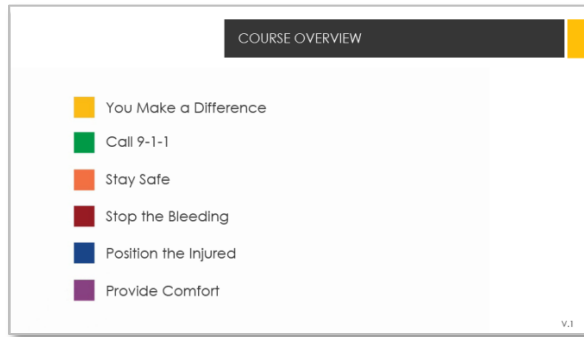 COURSE OVERVIEW
You Make a Difference
Call 9-1-1
Stay Safe
Stop the Bleeding
Position the Injured
Provide Comfort
V.1